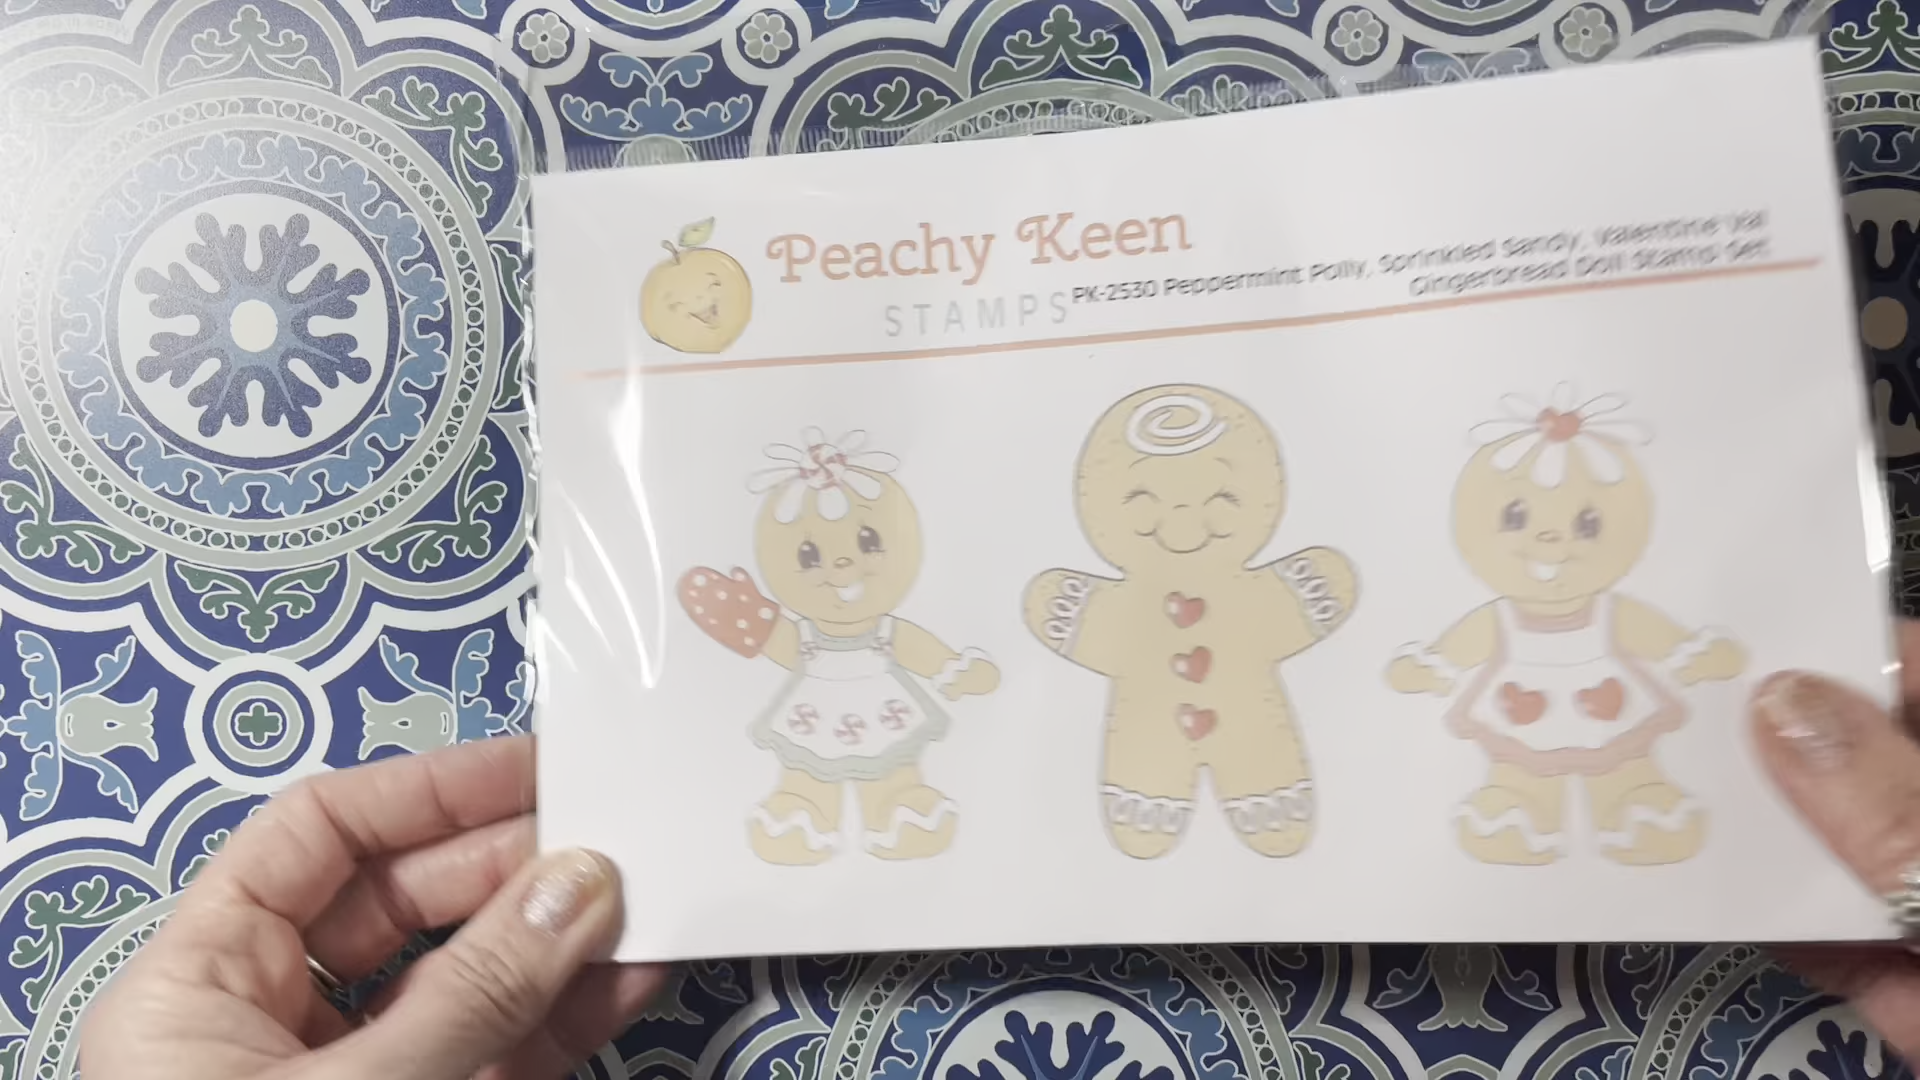 Peachy Keen
STAMPS
PK-2530 Peppermint Polly, Sprinkled Sandy, Valentine Val
Gingerbread Doll Stamp Set